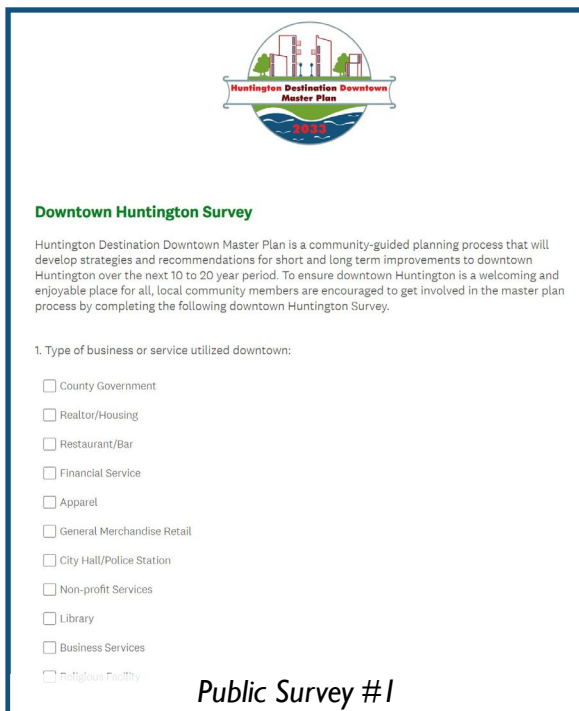 Huntington Destination Downtown
Master Plan
2033
Downtown Huntington Survey
Huntington Destination Downtown Master Plan is a community-guided planning process that will
develop strategies and recommendations for short and long term improvements to downtown
Huntington over the next 10 to 20 year period. To ensure downtown Huntington is a welcoming and
enjoyable place for all, local community members are encouraged to get involved in the master plan
process by completing the following downtown Huntington Survey.
1. Type of business or service utilized downtown:
County Government
Realtor/Housing
Restaurant/Bar
Financial Service
Apparel
General Merchandise Retail
City Hall/Police Station
Non-profit Services
Library
Business Services
Religious Facility
Public Survey #1